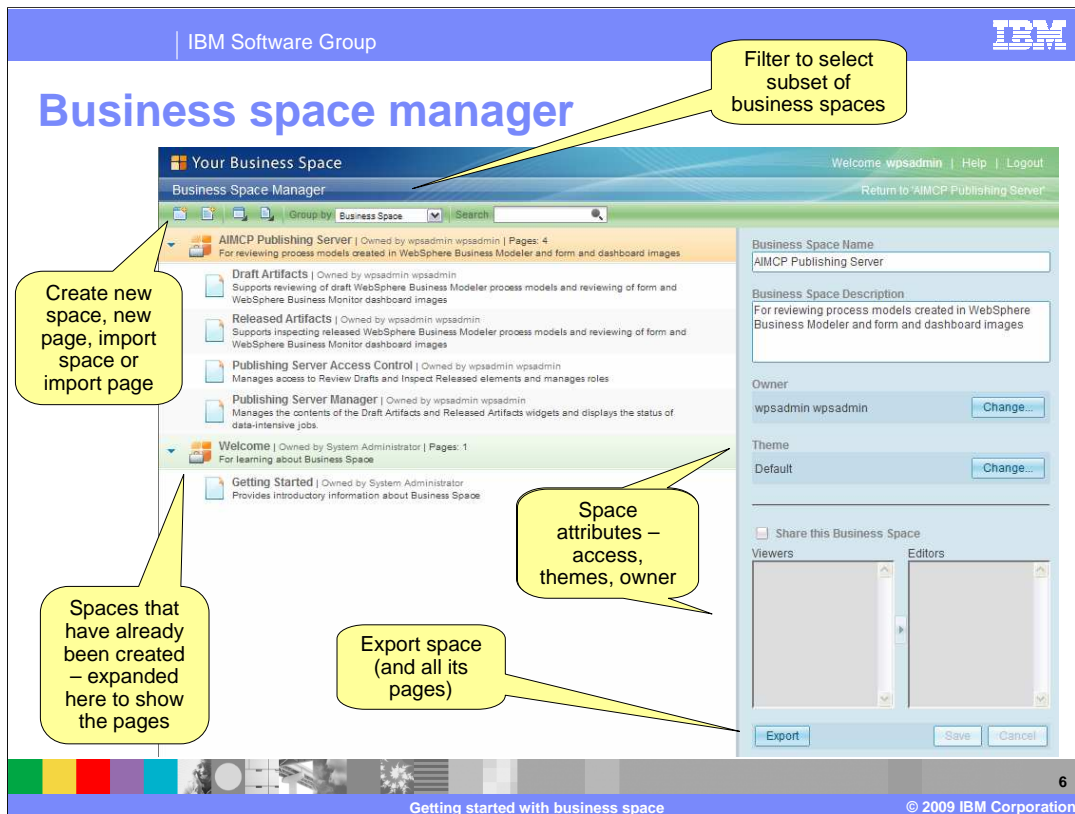 IBM Software Group
IBM
Business space manager
Filter to select
subset of
business spaces
Your Business Space
Welcome wpsadmin | Help | Logout
Business Space Manager
Return to 'AIMCP Publishing Server'
Group by Business Space Search
AIMCP Publishing Server | Owned by wpsadmin wpsadmin | Pages: 4
For reviewing process models created in WebSphere Business Modeler and form and dashboard images
Draft Artifacts | Owned by wpsadmin wpsadmin
Supports reviewing of draft WebSphere Business Modeler process models and reviewing of form and
WebSphere Business Monitor dashboard images
Released Artifacts | Owned by wpsadmin wpsadmin
Supports inspecting released WebSphere Business Modeler process models and reviewing of form and
WebSphere Business Monitor dashboard images
Publishing Server Access Control | Owned by wpsadmin wpsadmin
Manages access to Review Drafts and Inspect Released elements and manages roles
Publishing Server Manager | Owned by wpsadmin wpsadmin
Manages the contents of the Draft Artifacts and Released Artifacts widgets and displays the status of
data-intensive jobs.
Welcome | Owned by System Administrator | Pages: 1
For learning about Business Space
Getting Started | Owned by System Administrator
Provides introductory information about Business Space
Create new
space, new
page, import
space or
import page
Spaces that
have already
been created
– expanded
here to show
the pages
Space
attributes –
access,
themes, owner
Export space
(and all its
pages)
Business Space Name
AIMCP Publishing Server
Business Space Description
For reviewing process models created in WebSphere
Business Modeler and form and dashboard images
Owner
wpsadmin wpsadmin Change...
Theme
Default Change...
Share this Business Space
Viewers Editors
Export Save Cancel
6
Getting started with business space
© 2009 IBM Corporation